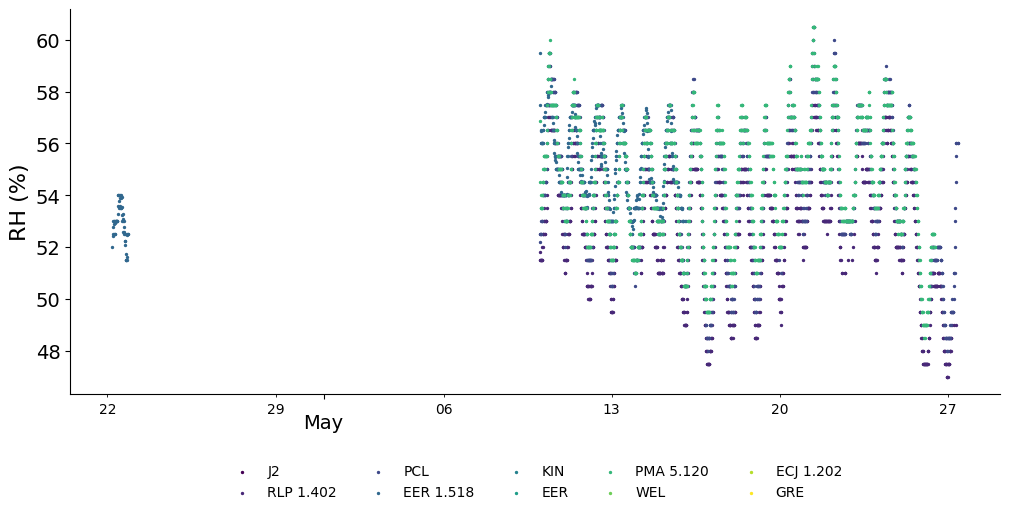 RH (%)
60
58
56
54
52
50
48
22 29 06 13 20 27
May
J2 PCL KIN PMA 5.120 ECJ 1.202
RLP 1.402 EER 1.518 EER WEL GRE